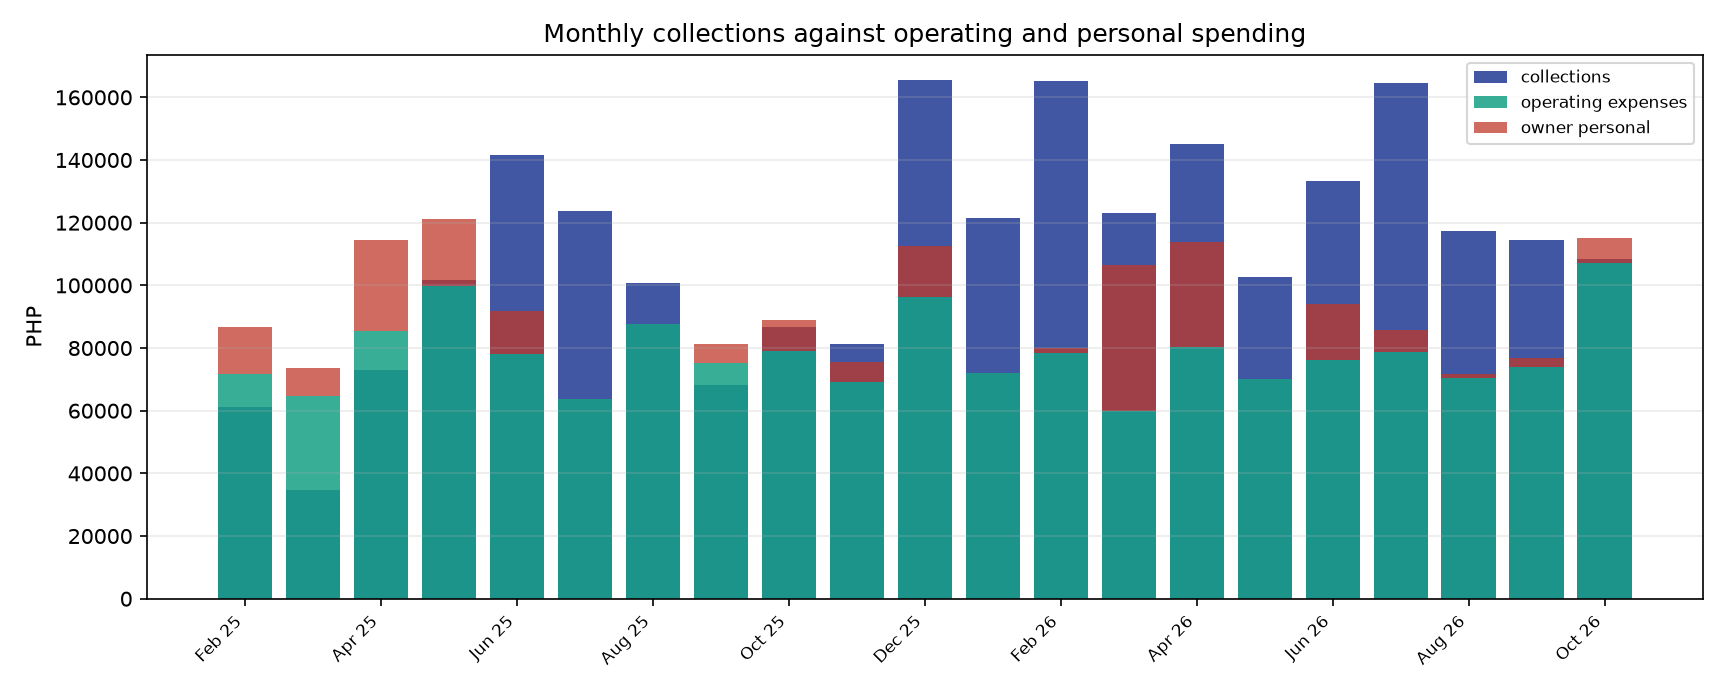 Monthly collections against operating and personal spending
collections
operating expenses
owner personal
PHP
160000
140000
120000
100000
80000
60000
40000
20000
0
Feb 25
Apr 25
Jun 25
Aug 25
Oct 25
Dec 25
Feb 26
Apr 26
Jun 26
Aug 26
Oct 26